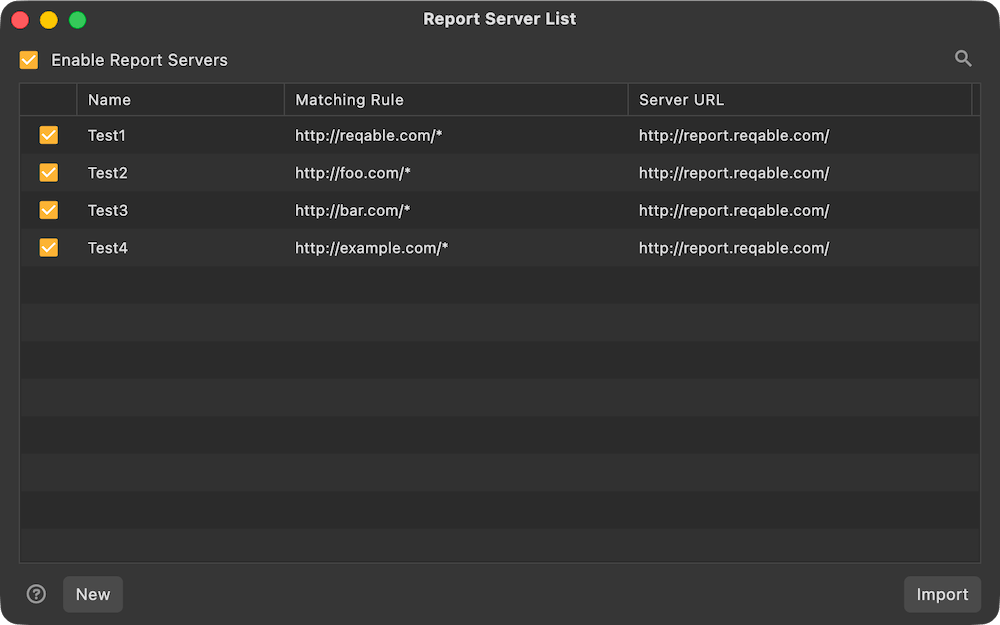 Report Server List
Enable Report Servers
Name Matching Rule Server URL
Test1 http://reqable.com/* http://report.reqable.com/
Test2 http://foo.com/* http://report.reqable.com/
Test3 http://bar.com/* http://report.reqable.com/
Test4 http://example.com/* http://report.reqable.com/
? New Import